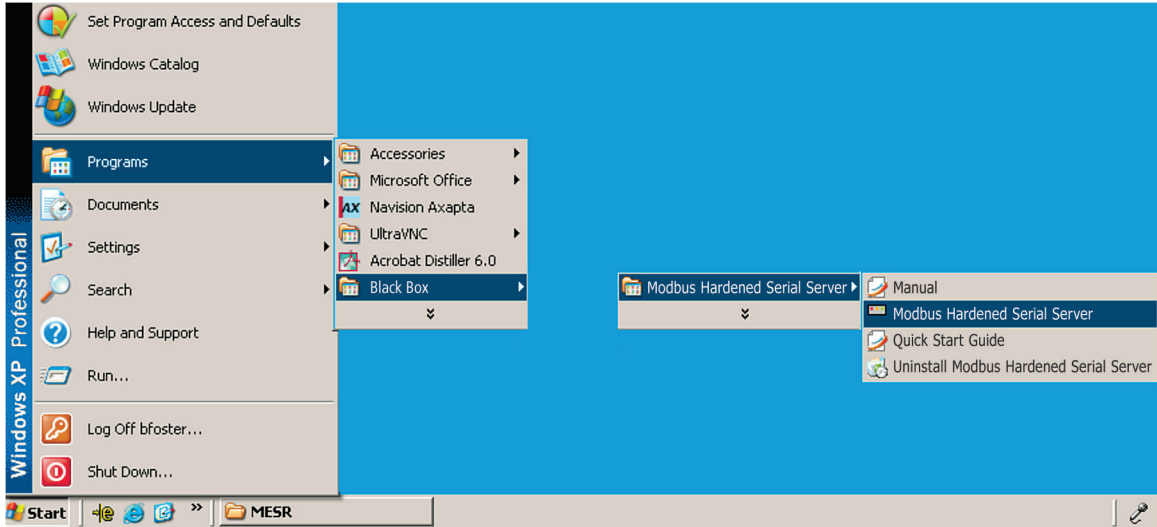 Set Program Access and Defaults
Windows Catalog
Windows Update
Programs
Documents
Settings
Search
Help and Support
Run...
Log Off bfoster...
Shut Down...
Windows XP Professional
Accessories
Microsoft Office
AX Navision Axapta
UltraVNC
Acrobat Distiller 6.0
Black Box
Modbus Hardened Serial Server
Manual
Modbus Hardened Serial Server
Quick Start Guide
Uninstall Modbus Hardened Serial Server
Start
MESR